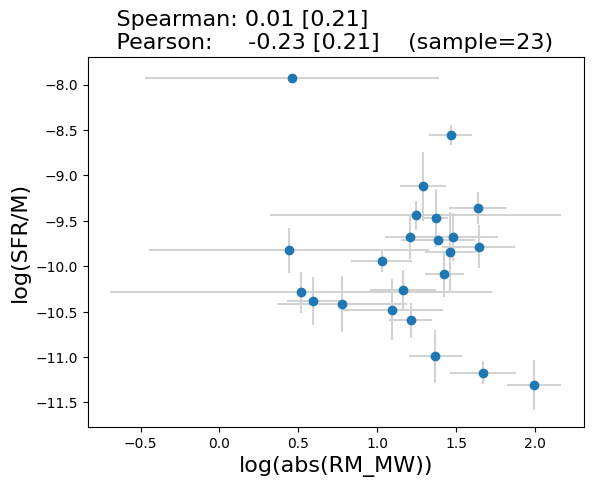 Spearman: 0.01 [0.21]
Pearson: -0.23 [0.21] (sample=23)
−8.0
−8.5
−9.0
−9.5
−10.0
−10.5
−11.0
−11.5
log(SFR/M)
−0.5 0.0 0.5 1.0 1.5 2.0
log(abs(RM_MW))